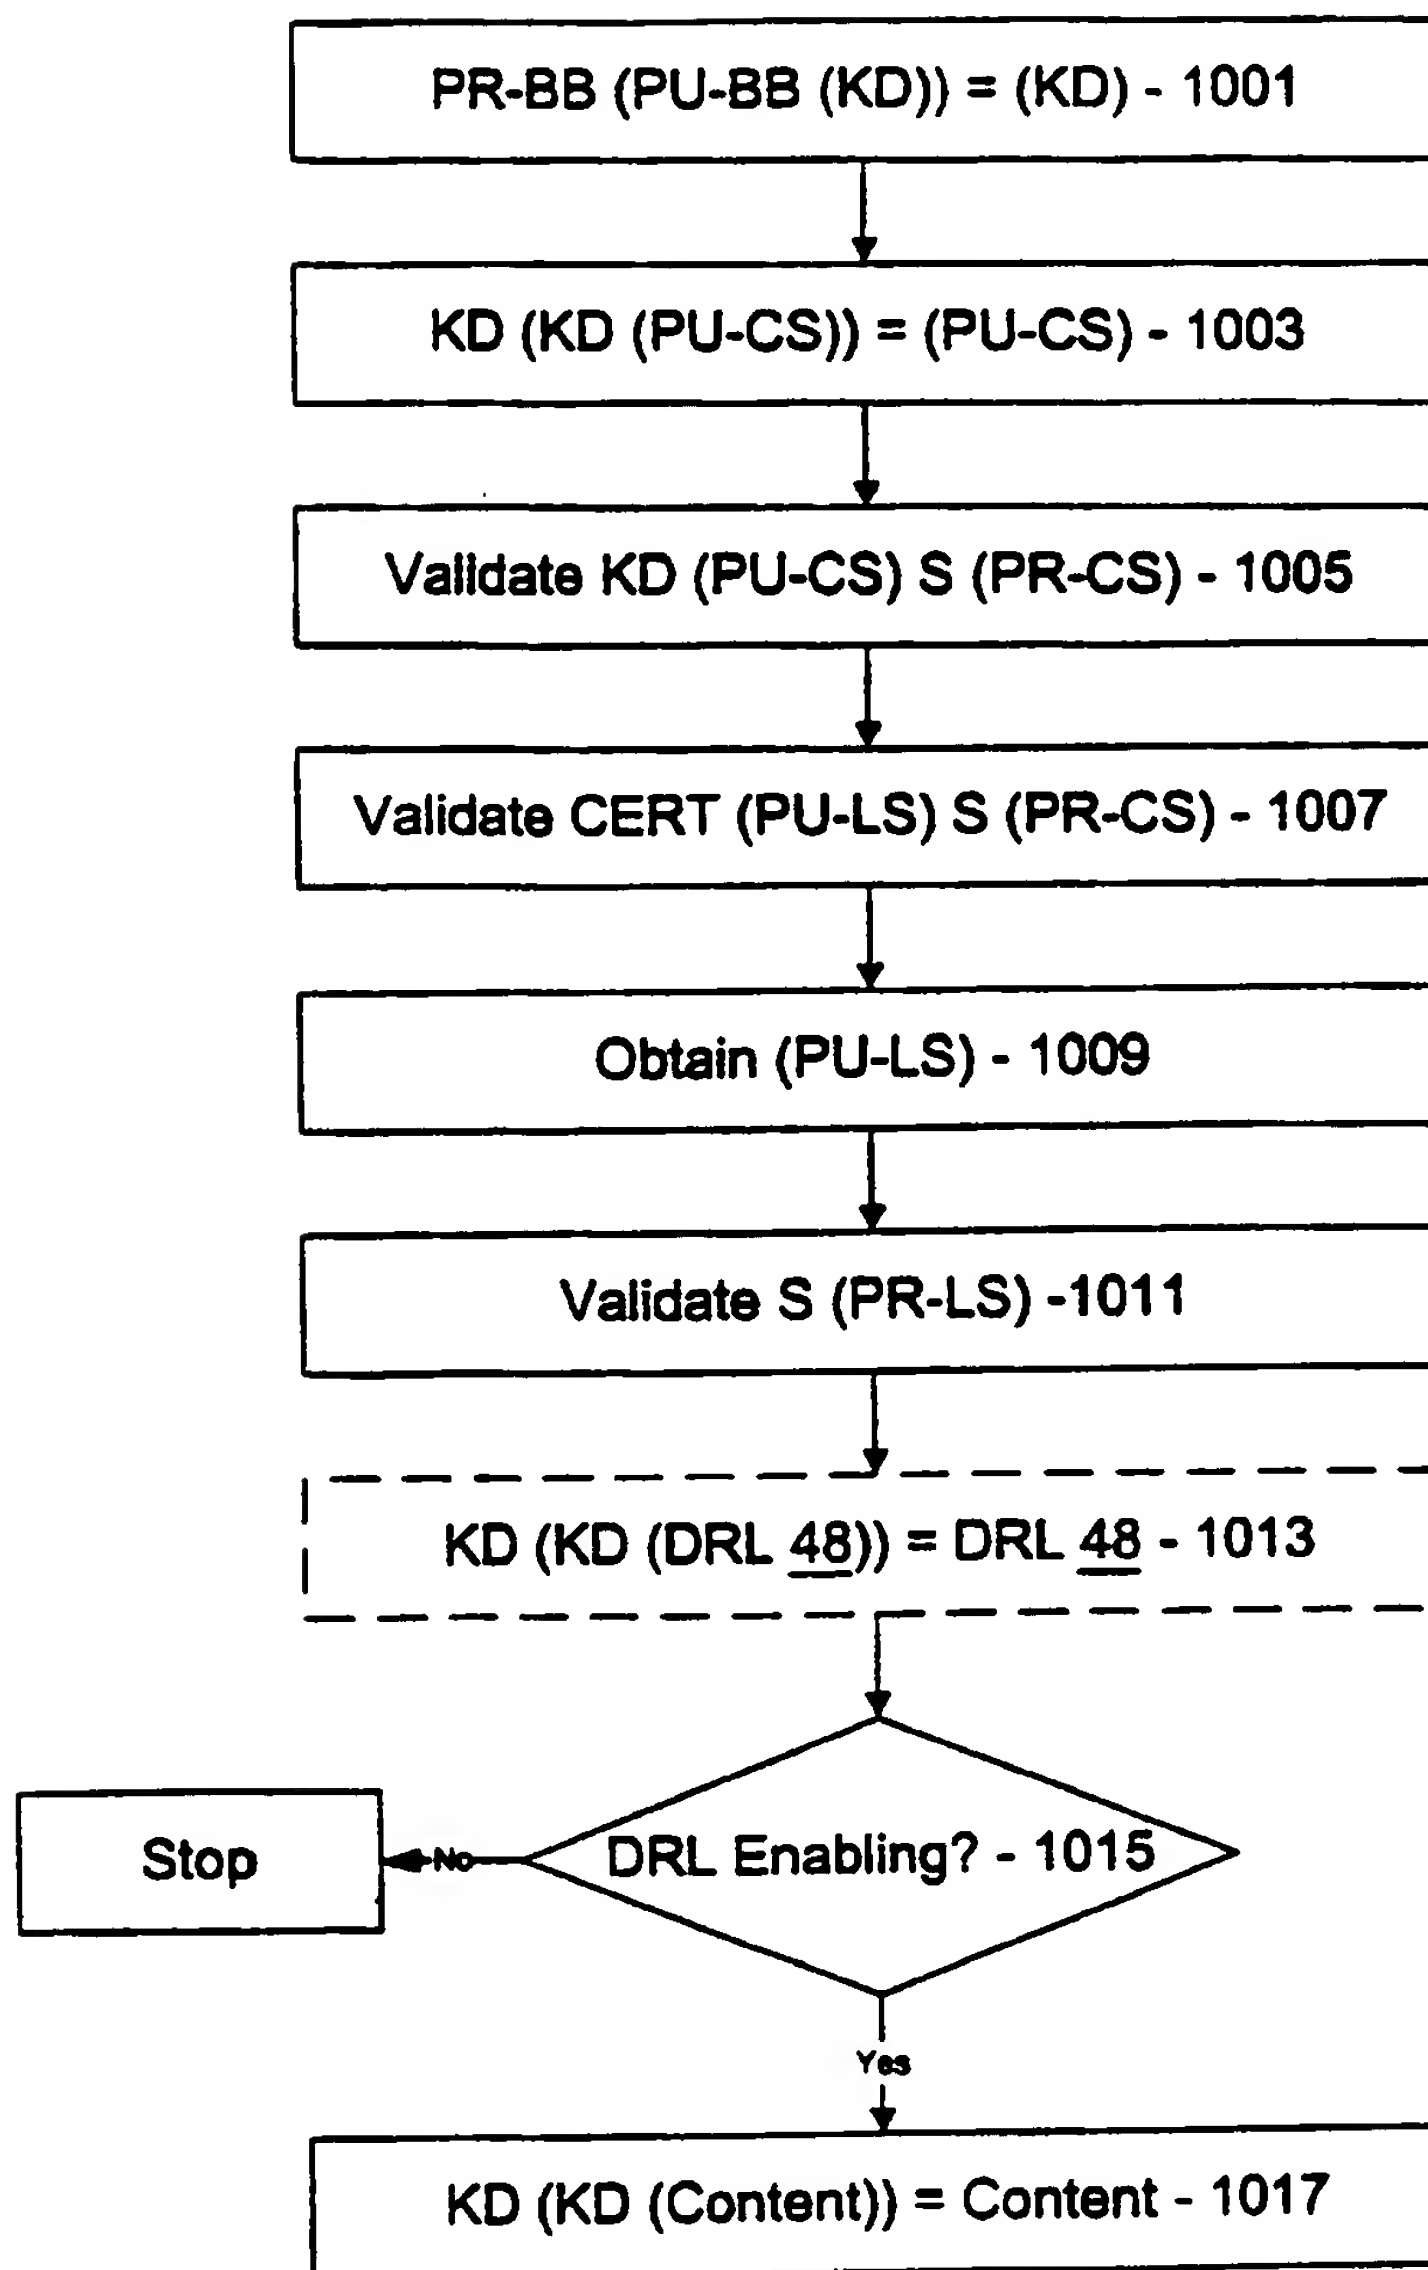 PR-BB (PU-BB (KD)) = (KD) - 1001
KD (KD (PU-CS)) = (PU-CS) - 1003
Validate KD (PU-CS) S (PR-CS) - 1005
Validate CERT (PU-LS) S (PR-CS) - 1007
Obtain (PU-LS) - 1009
Validate S (PR-LS) -1011
KD (KD (DRL 48)) = DRL 48 - 1013
DRL Enabling? - 1015
No
Stop
Yes
KD (KD (Content)) = Content - 1017